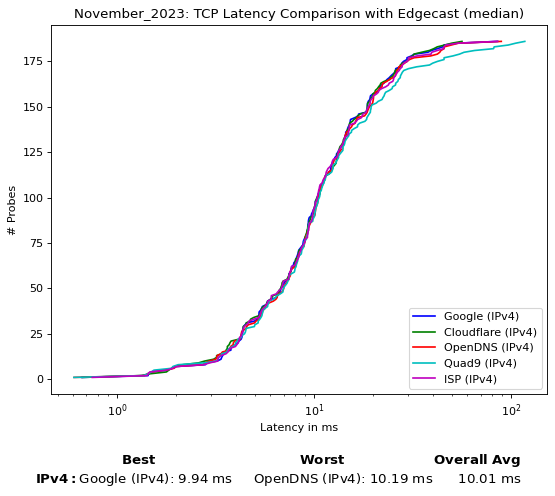 November_2023: TCP Latency Comparison with Edgecast (median)
# Probes
175
150
125
100
75
50
25
0
Google (IPv4)
Cloudflare (IPv4)
OpenDNS (IPv4)
Quad9 (IPv4)
ISP (IPv4)
10⁰ 10¹ 10²
Latency in ms
Best Worst Overall Avg
IPv4: Google (IPv4): 9.94 ms OpenDNS (IPv4): 10.19 ms 10.01 ms